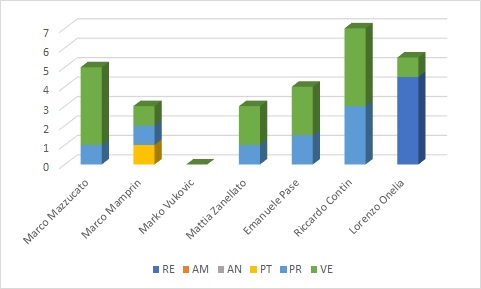 7
6
5
4
3
2
1
0
Marco Mazzucato
Marco Mamprin
Marko Vukovic
Mattia Zanellato
Emanuele Pase
Riccardo Contin
Lorenzo Onelia
RE AM AN PT PR VE